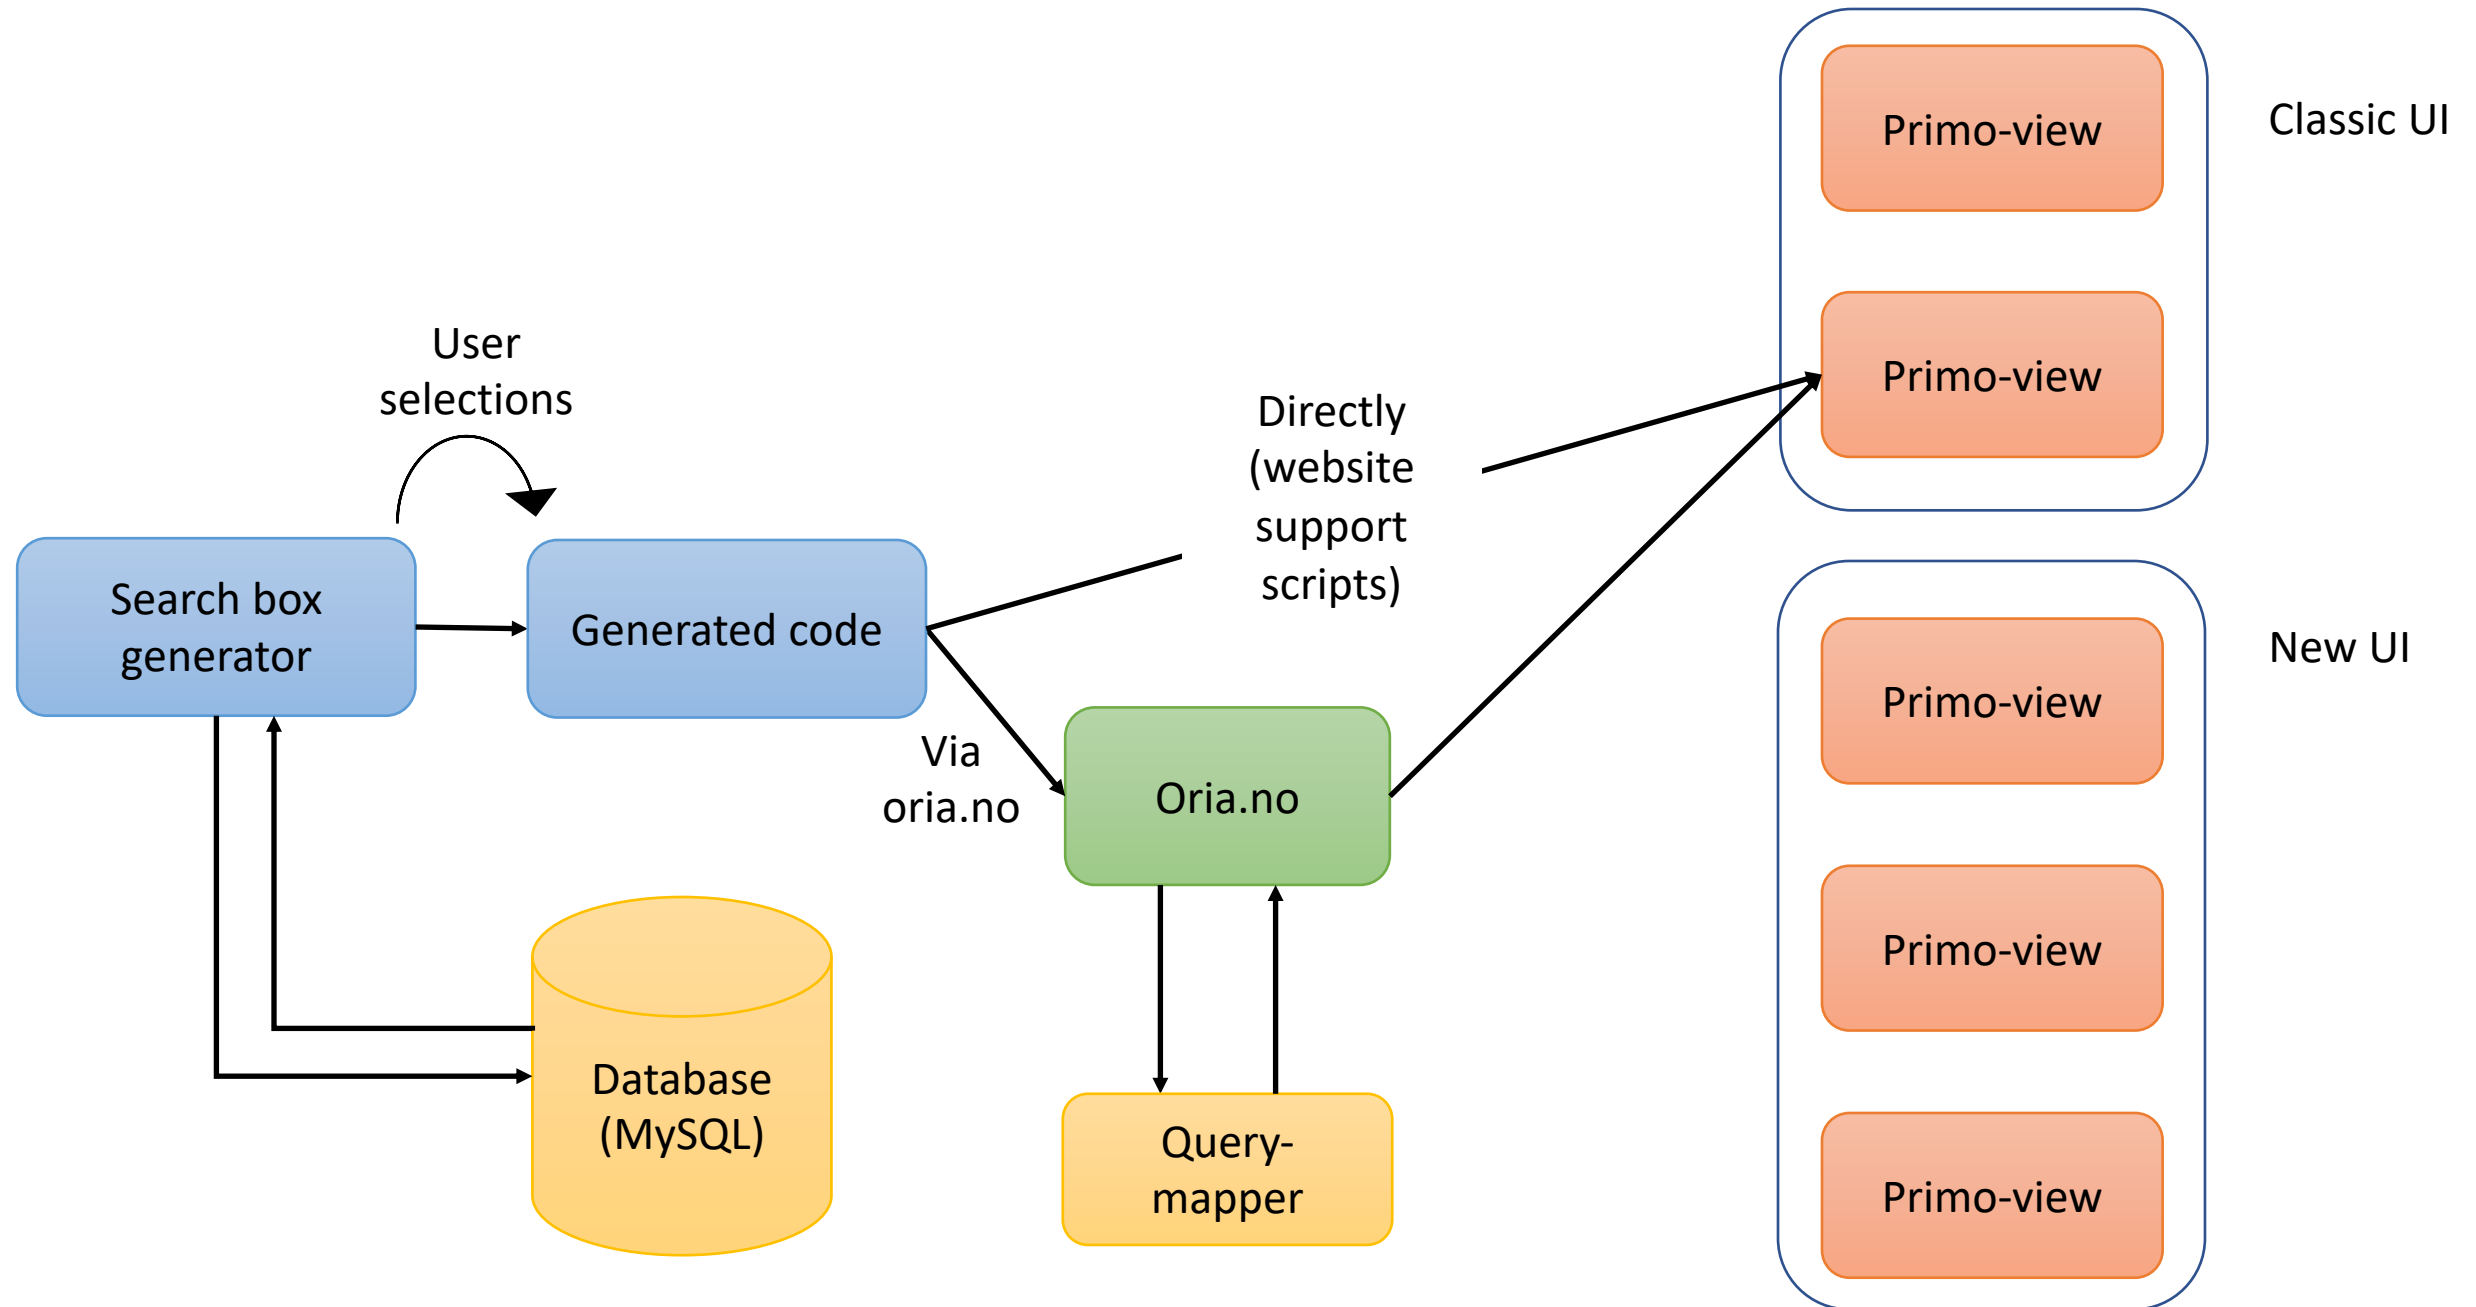 Primo-view
Classic UI
Primo-view
User
selections
Directly
(website
support
scripts)
Search box
generator
Generated code
New UI
Primo-view
Via
oria.no
Oria.no
Primo-view
Database
(MySQL)
Query-
mapper
Primo-view